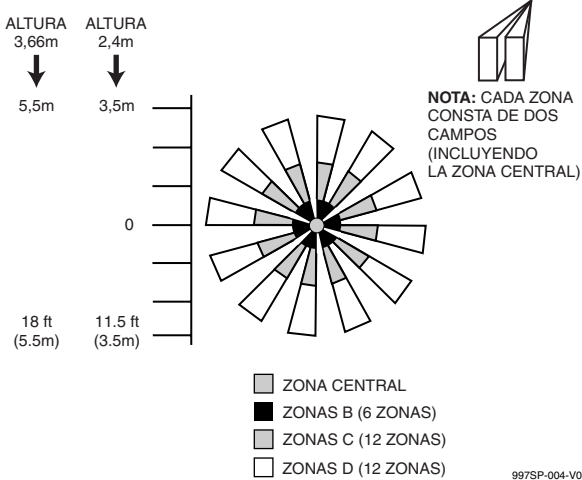 ALTURA
3,66m
ALTURA
2,4m
5,5m
3,5m
0
18 ft
(5.5m)
11.5 ft
(3.5m)
NOTA: CADA ZONA
CONSTA DE DOS
CAMPOS
(INCLUYENDO
LA ZONA CENTRAL)
ZONA CENTRAL
ZONAS B (6 ZONAS)
ZONAS C (12 ZONAS)
ZONAS D (12 ZONAS)
997SP-004-V0